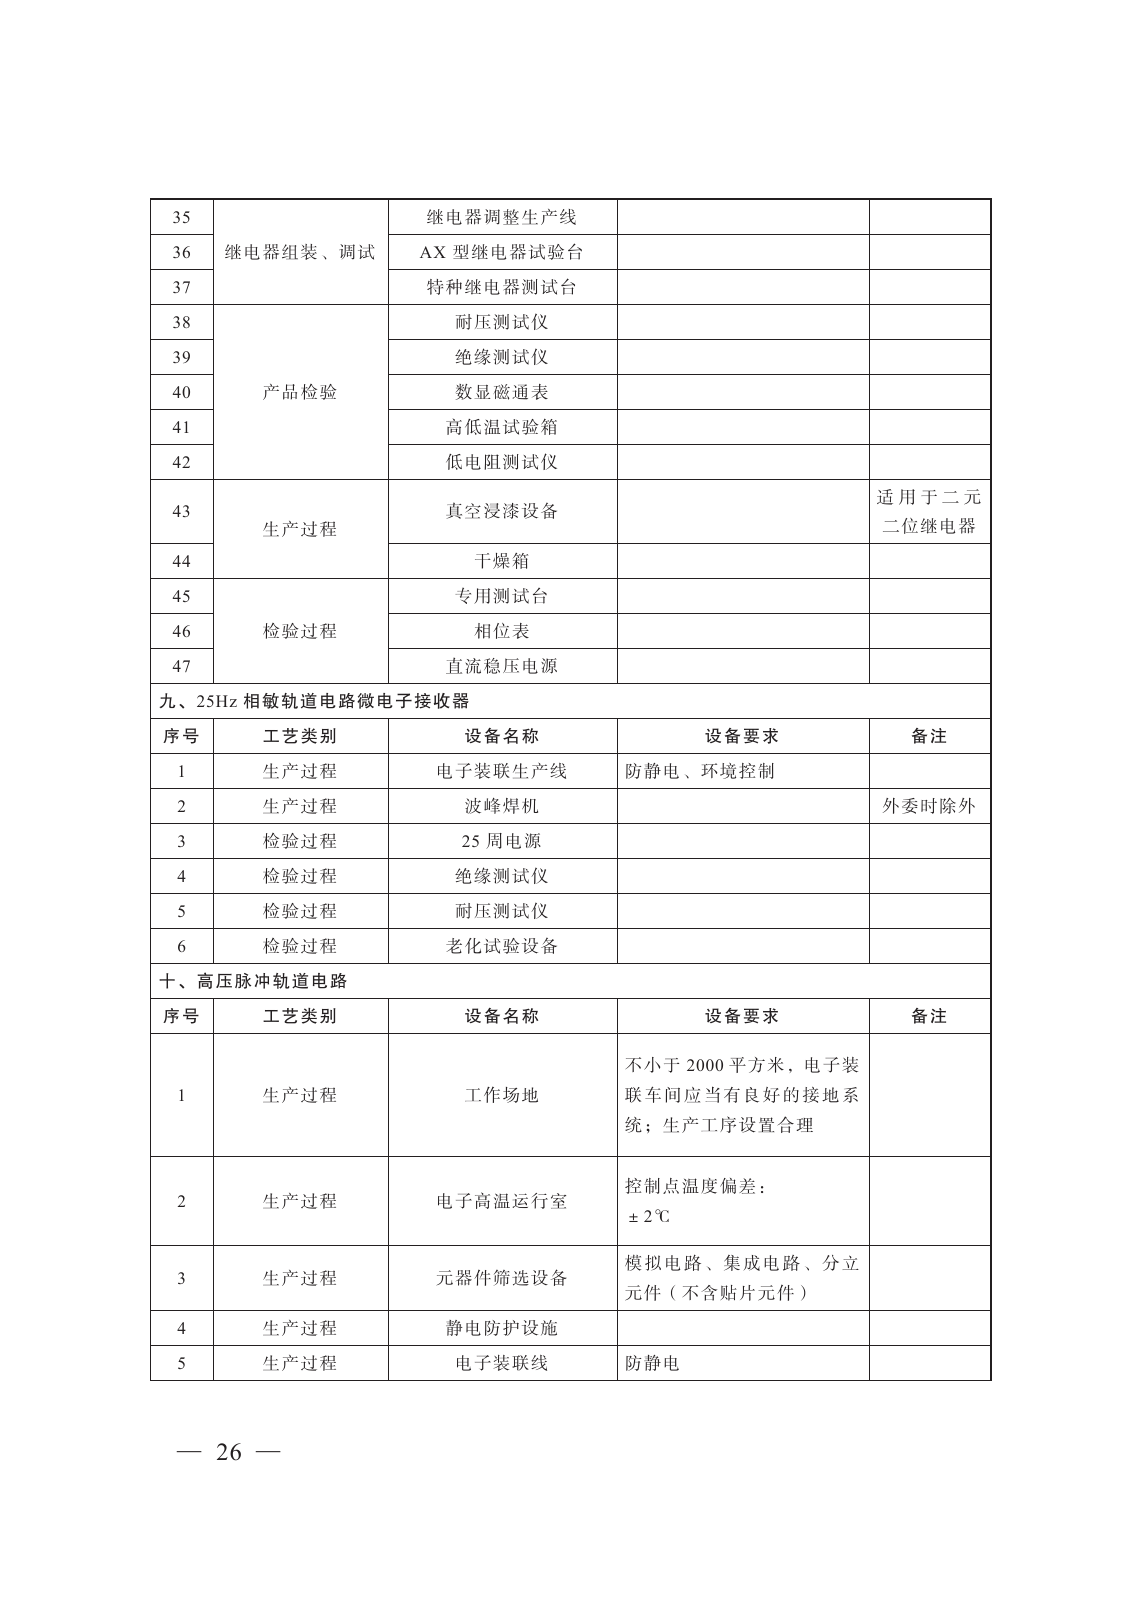 35 继电器调整生产线
36 继电器组装、调试 AX 型继电器试验台
37 特种继电器测试台
38 耐压测试仪
39 绝缘测试仪
40 产品检验 数显磁通表
41 高低温试验箱
42 低电阻测试仪
43 生产过程 真空浸漆设备 适用于二元
二位继电器
44 干燥箱
45 专用测试台
46 检验过程 相位表
47 直流稳压电源
九、25Hz 相敏轨道电路微电子接收器
序号 工艺类别 设备名称 设备要求 备注
1 生产过程 电子装联生产线 防静电、环境控制
2 生产过程 波峰焊机 外委时除外
3 检验过程 25 周电源
4 检验过程 绝缘测试仪
5 检验过程 耐压测试仪
6 检验过程 老化试验设备
十、高压脉冲轨道电路
序号 工艺类别 设备名称 设备要求 备注
1 生产过程 工作场地 不小于 2000 平方米，电子装
联车间应当有良好的接地系
统；生产工序设置合理
2 生产过程 电子高温运行室 控制点温度偏差：
±2℃
3 生产过程 元器件筛选设备 模拟电路、集成电路、分立
元件（不含贴片元件）
4 生产过程 静电防护设施
5 生产过程 电子装联线 防静电
— 26 —